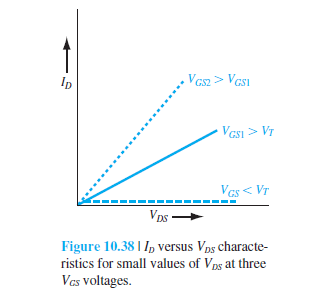 I_D
V_GS2 > V_GS1
V_GS1 > V_T
V_GS < V_T
V_DS
Figure 10.38 | I_D versus V_DS characte-
ristics for small values of V_DS at three
V_GS voltages.